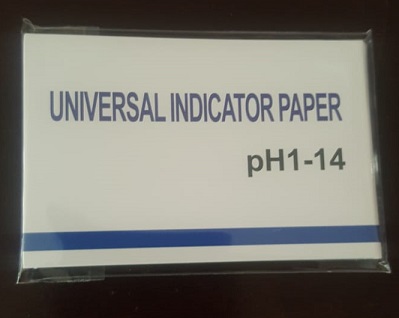 UNIVERSAL INDICATOR PAPER
pH1-14